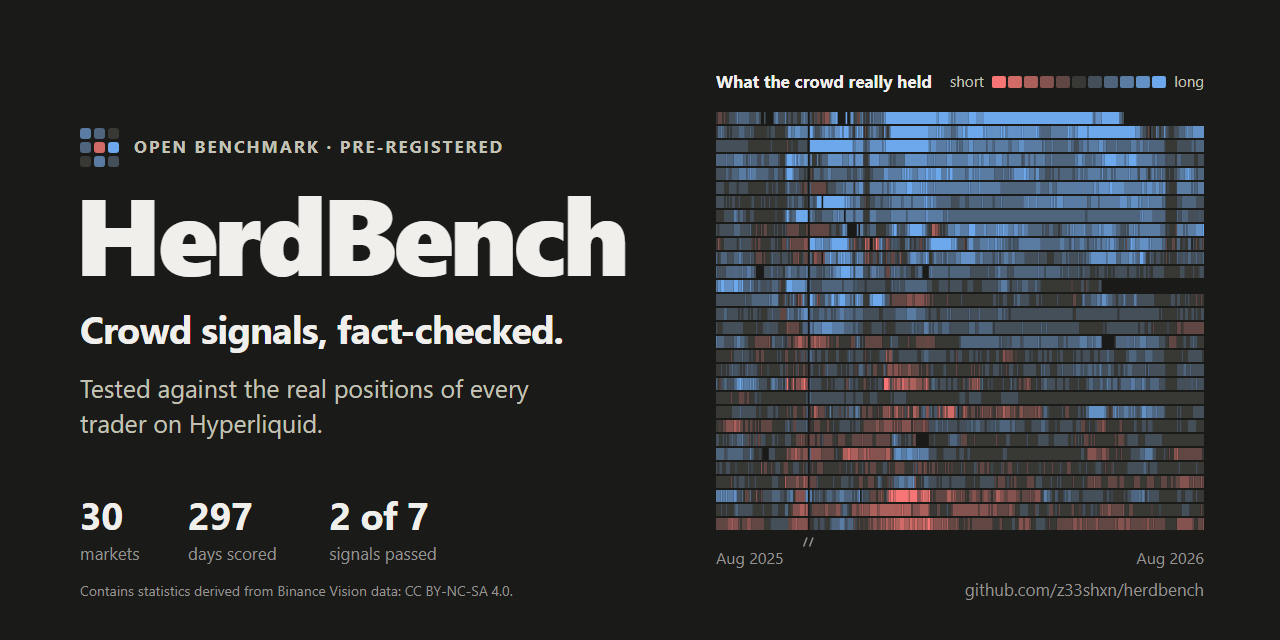 OPEN BENCHMARK · PRE-REGISTERED
HerdBench
Crowd signals, fact-checked.
Tested against the real positions of every
trader on Hyperliquid.
30
markets
297
days scored
2 of 7
signals passed
Contains statistics derived from Binance Vision data: CC BY-NC-SA 4.0.
What the crowd really held
short
long
//
Aug 2025
Aug 2026
github.com/z33shxn/herdbench